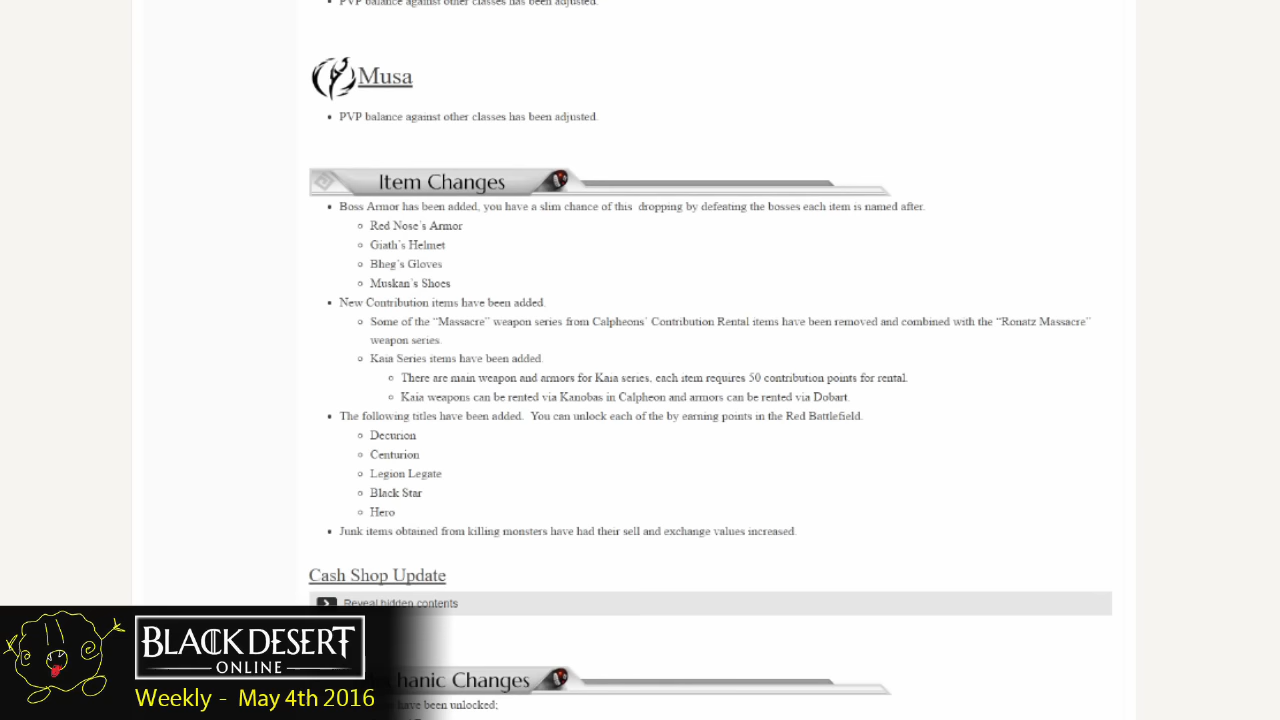 PVP balance against other classes has been adjusted.
Musa
PVP balance against other classes has been adjusted.
Item Changes
Boss Armor has been added, you have a slim chance of this dropping by defeating the bosses each item is named after.
Red Nose's Armor
Giath's Helmet
Bheg's Gloves
Muskan's Shoes
New Contribution items have been added.
Some of the "Massacre" weapon series from Calpheons' Contribution Rental items have been removed and combined with the "Ronatz Massacre"
weapon series.
Kaia Series items have been added.
There are main weapon and armors for Kaia series, each item requires 50 contribution points for rental.
Kaia weapons can be rented via Kanobas in Calpheon and armors can be rented via Dobart.
The following titles have been added. You can unlock each of the by earning points in the Red Battlefield.
Decurion
Centurion
Legion Legate
Black Star
Hero
Junk items obtained from killing monsters have had their sell and exchange values increased.
Cash Shop Update
Reveal hidden contents
BLACK DESERT
ONLINE
Weekly - May 4th 2016
chanic Changes
have been unlocked;